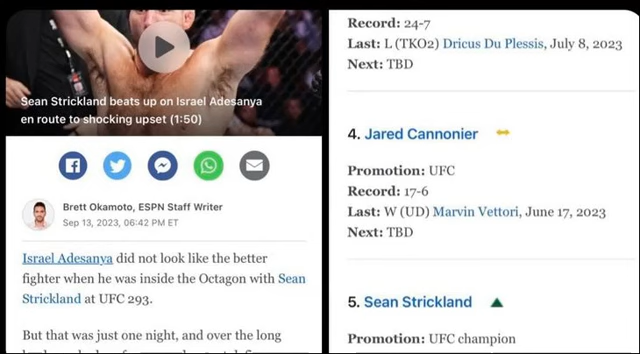 Sean Strickland beats up on Israel Adesanya
en route to shocking upset (1:50)
Brett Okamoto, ESPN Staff Writer
Sep 13, 2023, 06:42 PM ET
Israel Adesanya did not look like the better
fighter when he was inside the Octagon with Sean
Strickland at UFC 293.
But that was just one night, and over the long
Record: 24-7
Last: L (TKO2) Dricus Du Plessis, July 8, 2023
Next: TBD
4. Jared Cannonier
Promotion: UFC
Record: 17-6
Last: W (UD) Marvin Vettori, June 17, 2023
Next: TBD
5. Sean Strickland
Promotion: UFC champion